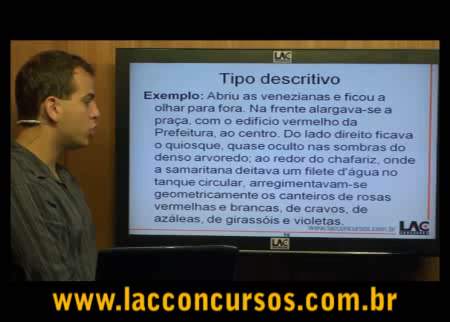 LAC
Tipo descritivo
Exemplo: Abriu as venezianas e ficou a
olhar para fora. Na frente alargava-se a
praça, com o edifício vermelho da
Prefeitura, ao centro. Do lado direito ficava
o quiosque, quase oculto nas sombras do
denso arvoredo; ao redor do chafariz, onde
a samaritana deitava um filete d'água no
tanque circular, arregimentavam-se
geometricamente os canteiros de rosas
vermelhas e brancas, de cravos, de
azáleas, de girassóis e violetas.
www.lacconcursos.com.br
LAC
LAC
www.lacconcursos.com.br